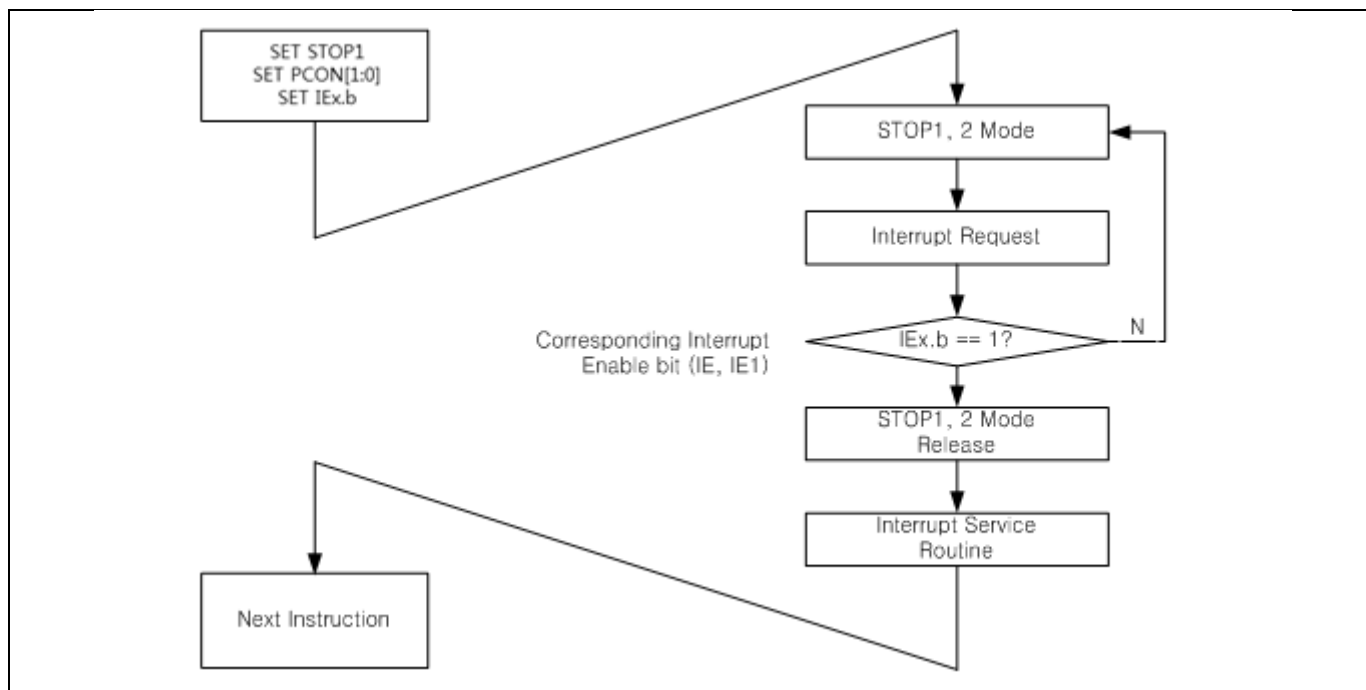 SET STOP1
SET PCON[1:0]
SET IEx.b
STOP1, 2 Mode
Interrupt Request
Corresponding Interrupt
Enable bit (IE, IE1)
IEx.b == 1?
N
STOP1, 2 Mode
Release
Interrupt Service
Routine
Next Instruction